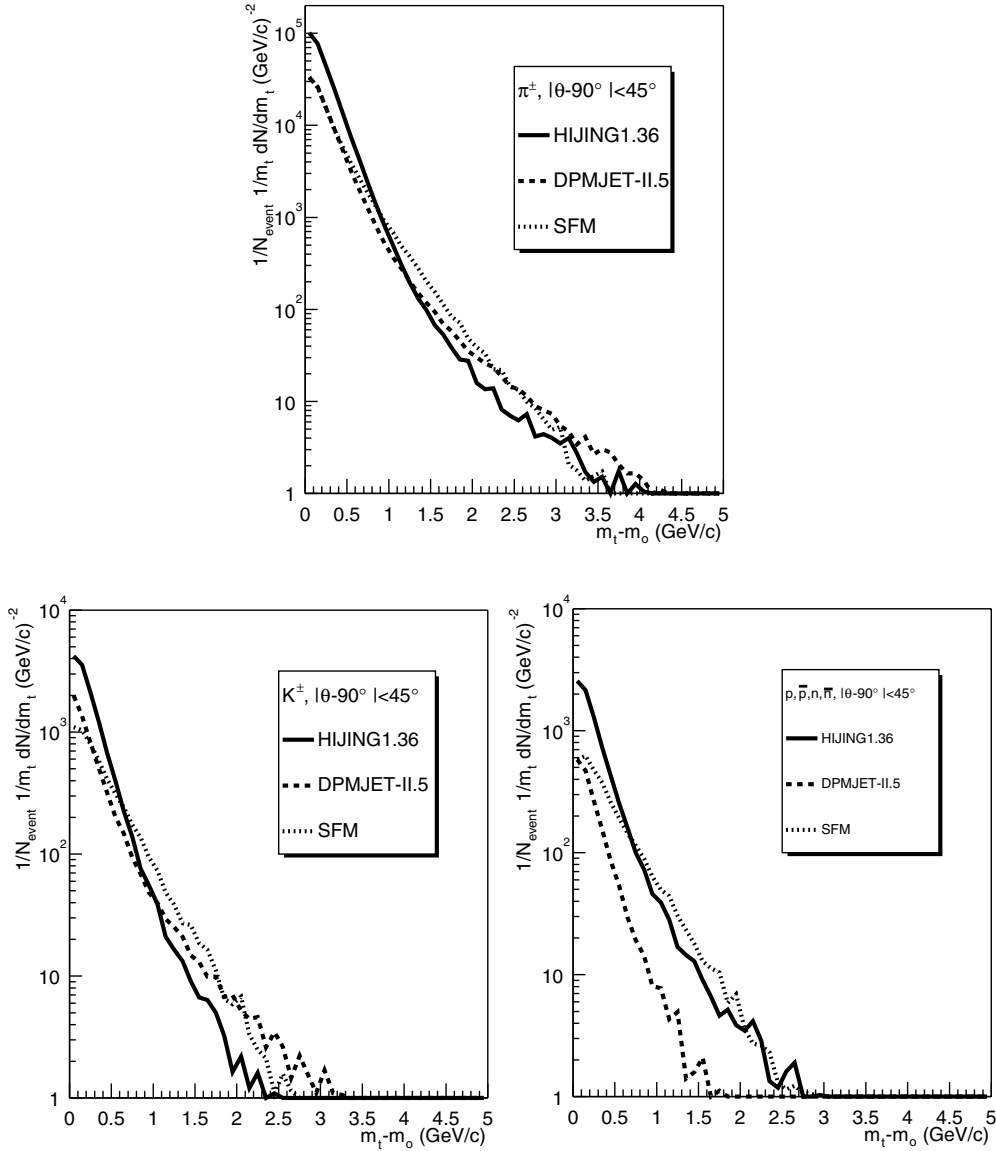 1/N_event 1/m_t dN/dm_t (GeV/c)^-2
10^5
10^4
10^3
10^2
10
1
π^±, |θ-90° |<45°
HIJING1.36
DPMJET-II.5
SFM
0 0.5 1 1.5 2 2.5 3 3.5 4 4.5 5
m_t-m_o (GeV/c)
1/N_event 1/m_t dN/dm_t (GeV/c)^-2
10^4
10^3
10^2
10
1
K^±, |θ-90° |<45°
HIJING1.36
DPMJET-II.5
SFM
0 0.5 1 1.5 2 2.5 3 3.5 4 4.5 5
m_t-m_o (GeV/c)
1/N_event 1/m_t dN/dm_t (GeV/c)^-2
10^4
10^3
10^2
10
1
p,p̅,n,n̅, |θ-90° |<45°
HIJING1.36
DPMJET-II.5
SFM
0 0.5 1 1.5 2 2.5 3 3.5 4 4.5 5
m_t-m_o (GeV/c)